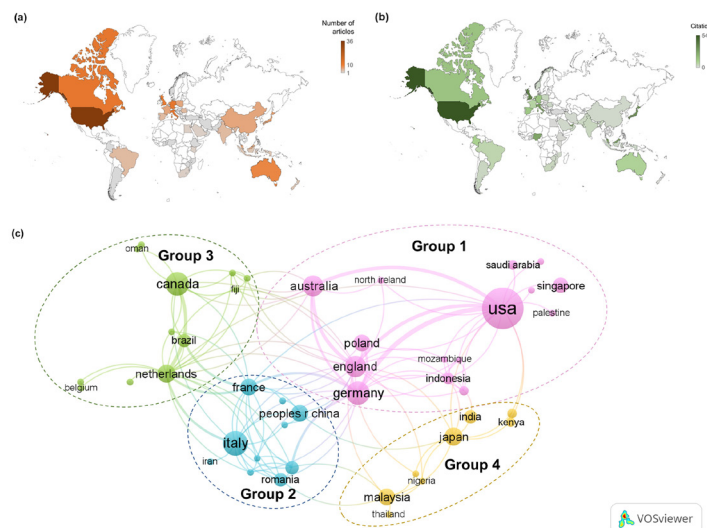 (a)
Number of
articles
36
10
1
(b)
Citatio
54
1
(c)
Group 3
oman
canada
fiji
brazil
netherlands
belgium
Group 1
australia
north ireland
saudi arabia
singapore
usa
palestine
poland
england
mozambique
germany
indonesia
france
peoples r china
italy
iran
romania
Group 2
india
kenya
japan
Group 4
nigeria
malaysia
thailand
VOSviewer